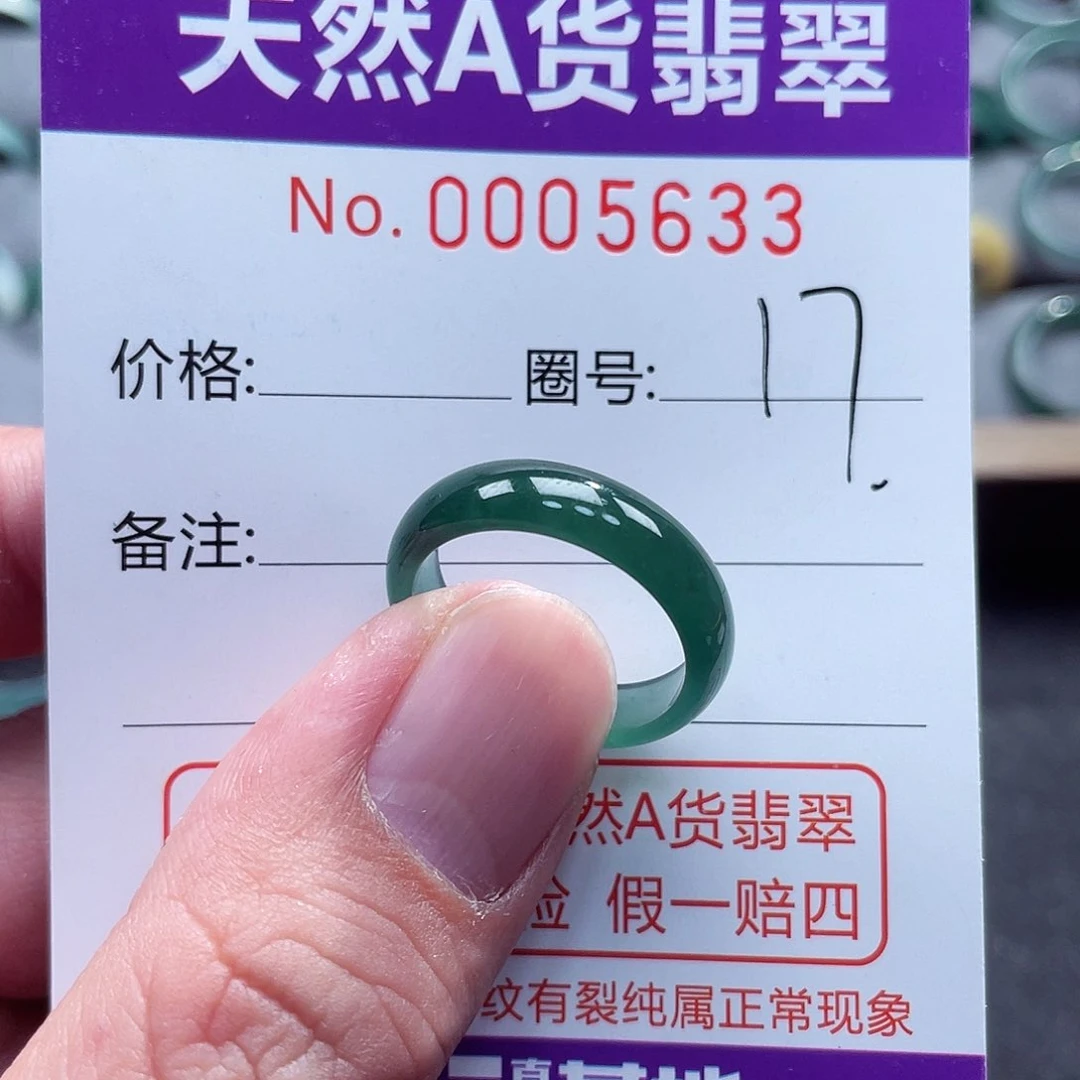 天然A货翡翠
No. 0005633
价格: 圈号: 17.
备注:
然A货翡翠
假一赔四
纹有裂纯属正常现象